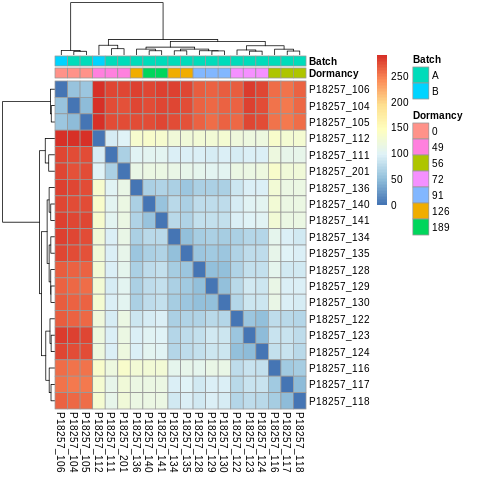 Batch
Dormancy
P18257_106
P18257_104
P18257_105
P18257_112
P18257_111
P18257_201
P18257_136
P18257_140
P18257_141
P18257_134
P18257_135
P18257_128
P18257_129
P18257_130
P18257_122
P18257_123
P18257_124
P18257_116
P18257_117
P18257_118
P18257_106
P18257_104
P18257_105
P18257_112
P18257_111
P18257_201
P18257_136
P18257_140
P18257_141
P18257_134
P18257_135
P18257_128
P18257_129
P18257_130
P18257_122
P18257_123
P18257_124
P18257_116
P18257_117
P18257_118
250
200
150
100
50
0
Batch
A
B
Dormancy
0
49
56
72
91
126
189